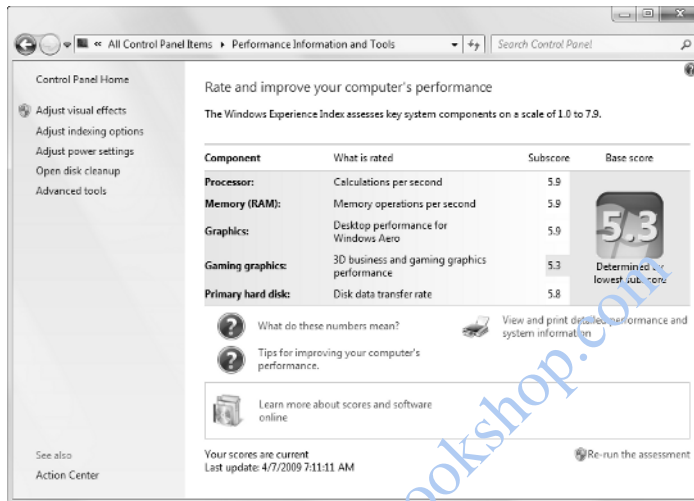 « All Control Panel Items ▸ Performance Information and Tools
Search Control Panel
Control Panel Home
Adjust visual effects
Adjust indexing options
Adjust power settings
Open disk cleanup
Advanced tools
See also
Action Center
Rate and improve your computer's performance
The Windows Experience Index assesses key system components on a scale of 1.0 to 7.9.
Component What is rated Subscore Base score
Processor: Calculations per second 5.9
Memory (RAM): Memory operations per second 5.9
Graphics: Desktop performance for Windows Aero 5.9
Gaming graphics: 3D business and gaming graphics performance 5.3
Primary hard disk: Disk data transfer rate 5.8
5.3
Determined by
lowest subscore
What do these numbers mean?
View and print detailed performance and
system information
Tips for improving your computer's
performance.
Learn more about scores and software
online
Your scores are current
Last update: 4/7/2009 7:11:11 AM
Re-run the assessment
ookshop.com